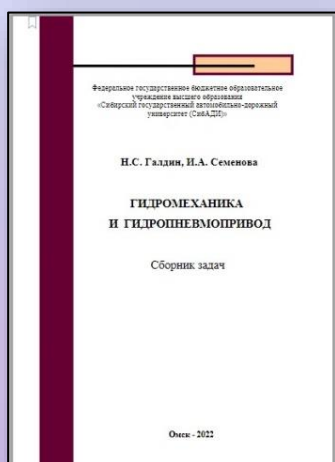 Федеральное государственное бюджетное образовательное
учреждение высшего образования
«Сибирский государственный автомобильно-дорожный
университет (СибАДИ)»
Н.С. Галдин, И.А. Семенова
ГИДРОМЕХАНИКА
И ГИДРОПНЕВМОПРИВОД
Сборник задач
Омск - 2022